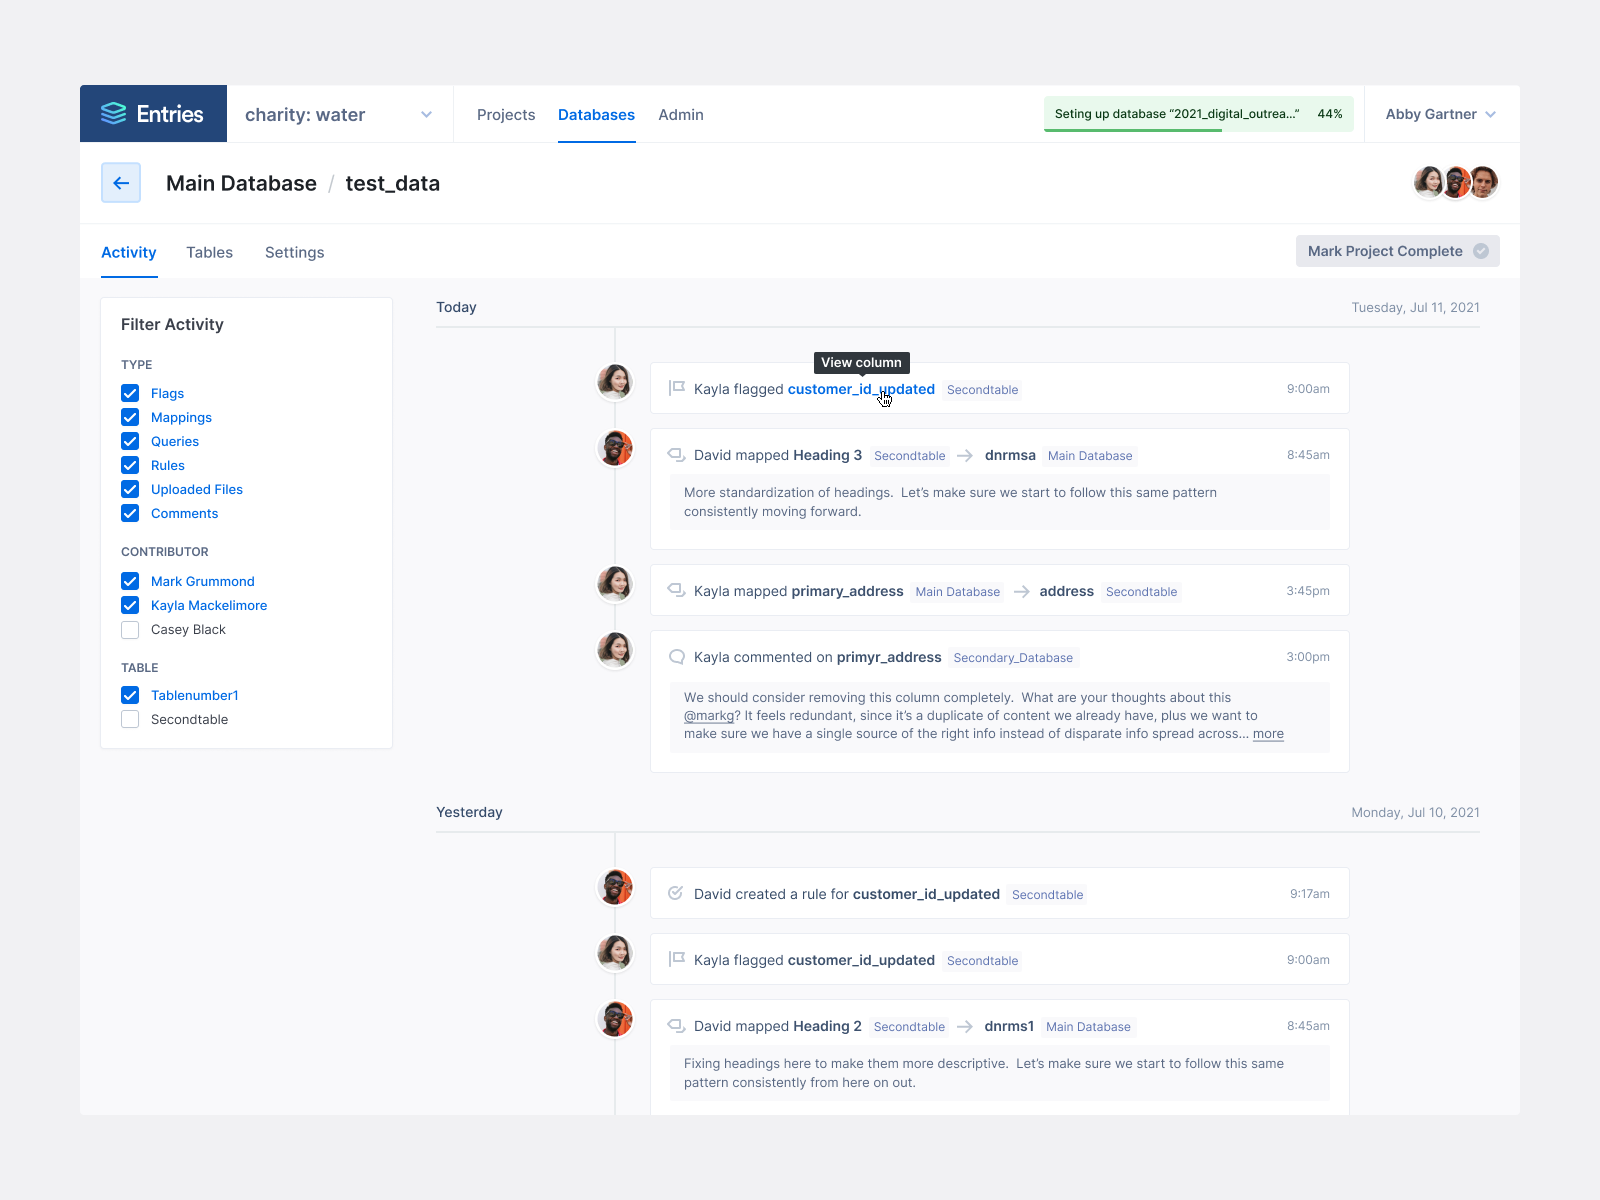 Entries
charity: water
Projects Databases Admin
Seting up database “2021_digital_outrea...” 44%
Abby Gartner
Main Database / test_data
Activity Tables Settings
Mark Project Complete
Filter Activity
TYPE
Flags
Mappings
Queries
Rules
Uploaded Files
Comments
CONTRIBUTOR
Mark Grummond
Kayla Mackelimore
Casey Black
TABLE
Tablenumber1
Secondtable
Today Tuesday, Jul 11, 2021
View column
Kayla flagged customer_id_updated Secondtable 9:00am
David mapped Heading 3 Secondtable → dnrmsa Main Database 8:45am
More standardization of headings.  Let’s make sure we start to follow this same pattern
consistently moving forward.
Kayla mapped primary_address Main Database → address Secondtable 3:45pm
Kayla commented on primyr_address Secondary_Database 3:00pm
We should consider removing this column completely.  What are your thoughts about this
@markg? It feels redundant, since it’s a duplicate of content we already have, plus we want to
make sure we have a single source of the right info instead of disparate info spread across... more
Yesterday Monday, Jul 10, 2021
David created a rule for customer_id_updated Secondtable 9:17am
Kayla flagged customer_id_updated Secondtable 9:00am
David mapped Heading 2 Secondtable → dnrms1 Main Database 8:45am
Fixing headings here to make them more descriptive.  Let’s make sure we start to follow this same
pattern consistently from here on out.